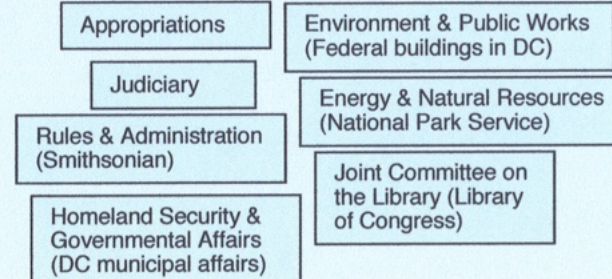 Appropriations
Judiciary
Rules & Administration
(Smithsonian)
Homeland Security &
Governmental Affairs
(DC municipal affairs)
Environment & Public Works
(Federal buildings in DC)
Energy & Natural Resources
(National Park Service)
Joint Committee on
the Library (Library
of Congress)